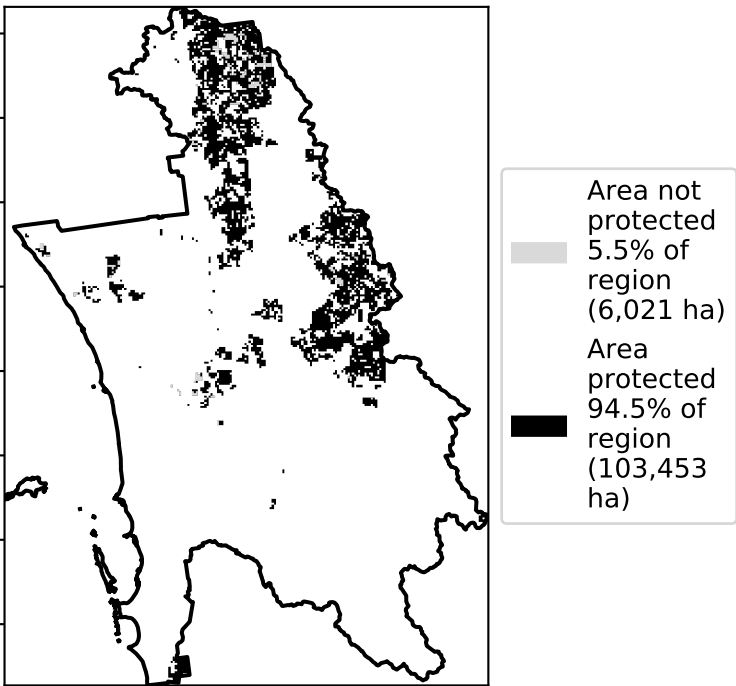 Area not
protected
5.5% of
region
(6,021 ha)
Area
protected
94.5% of
region
(103,453
ha)